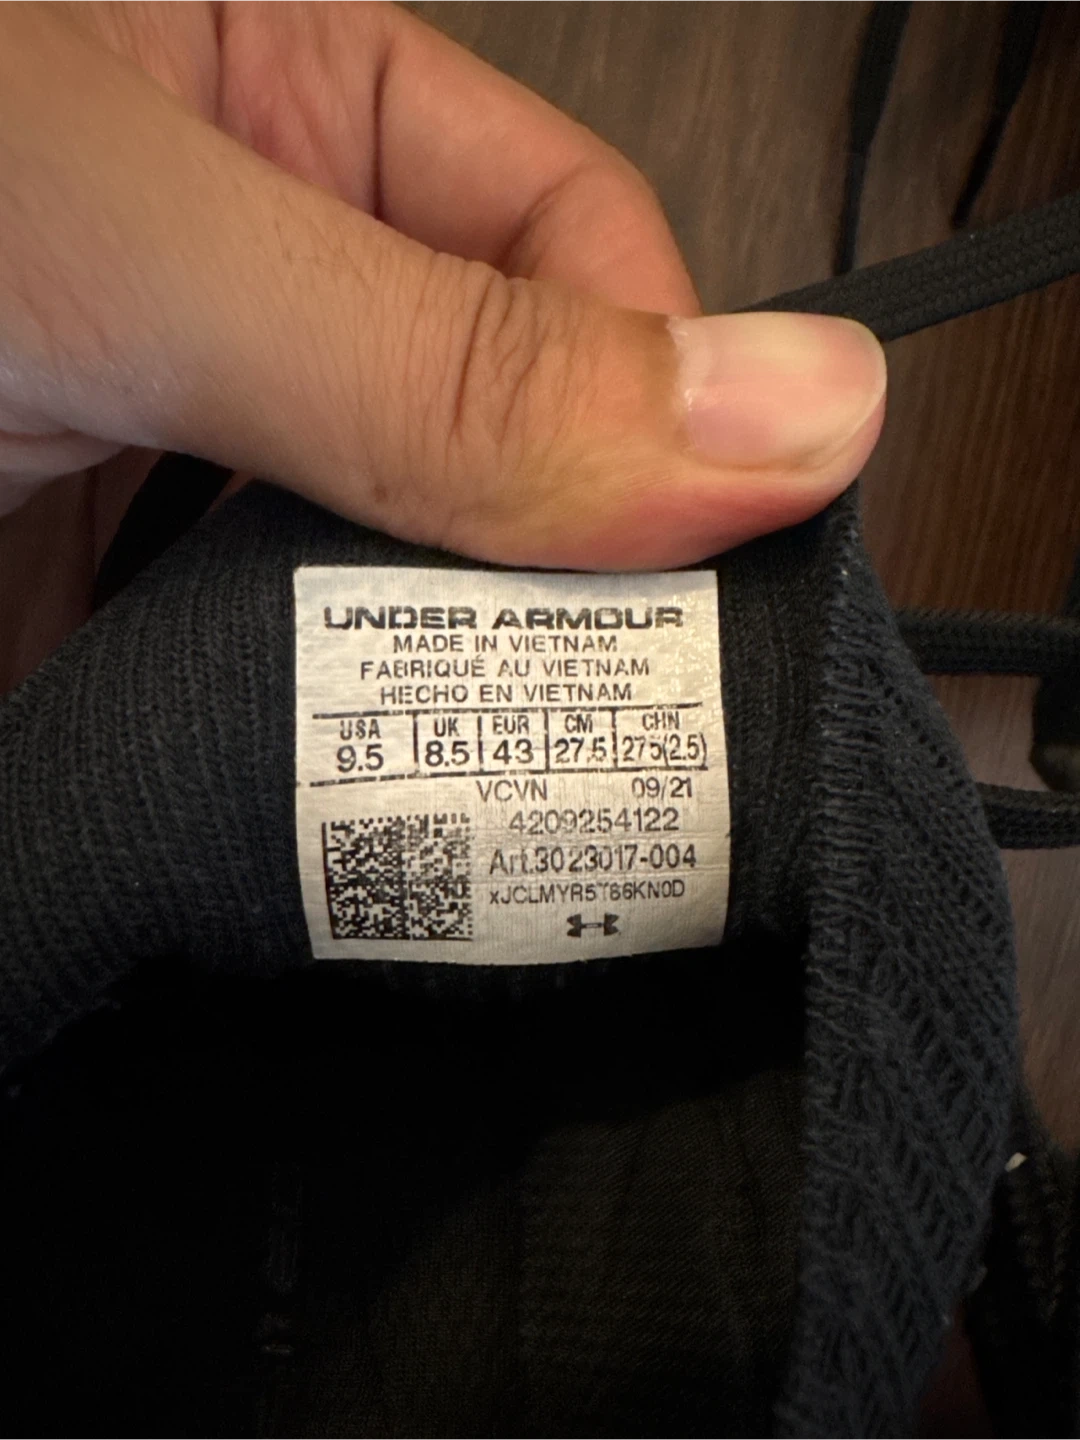 UNDER ARMOUR
MADE IN VIETNAM
FABRIQUÉ AU VIETNAM
HECHO EN VIETNAM
USA UK EUR CM CHN
9.5 8.5 43 27.5 275(2.5)
VCVN 09/21
4209254122
Art.3023017-004
xJCLMYR5T86KN0D